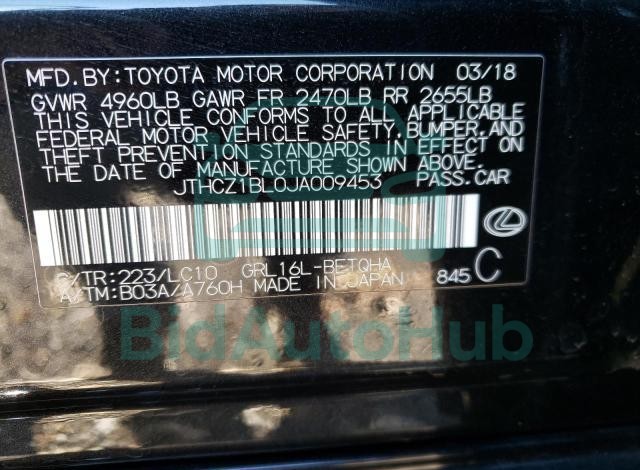 MFD.BY:TOYOTA MOTOR CORPORATION 03/18
GVWR 4960LB GAWR FR 2470LB RR 2655LB
THIS VEHICLE CONFORMS TO ALL APPLICABLE
FEDERAL MOTOR VEHICLE SAFETY,BUMPER,AND
THEFT PREVENTION STANDARDS IN EFFECT ON
THE DATE OF MANUFACTURE SHOWN ABOVE.
JTHCZ1BL0JA009453 PASS.CAR
C/TR:223/LC10 GRL16L-BETQHA
A/TM:B03A/A760H MADE IN JAPAN 845 C
BidAutoHub